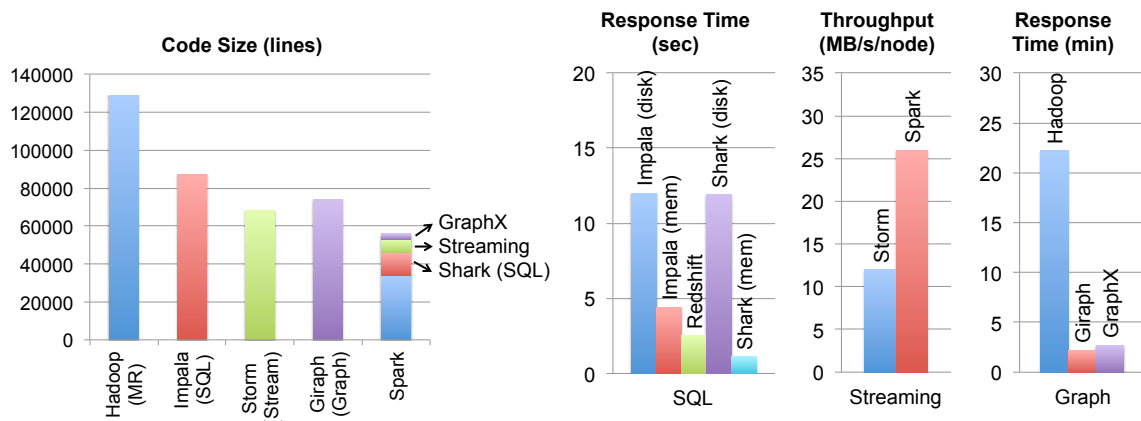 Code Size (lines)
140000
120000
100000
80000
60000
40000
20000
0
Hadoop
(MR)
Impala
(SQL)
Storm
(Stream
Giraph
(Graph)
Spark
GraphX
Streaming
Shark (SQL)
Response Time
(sec)
20
15
10
5
0
Impala (disk)
Impala (mem)
Redshift
Shark (disk)
Shark (mem)
SQL
Throughput
(MB/s/node)
35
30
25
20
15
10
5
0
Storm
Spark
Streaming
Response
Time (min)
30
25
20
15
10
5
0
Hadoop
Giraph
GraphX
Graph